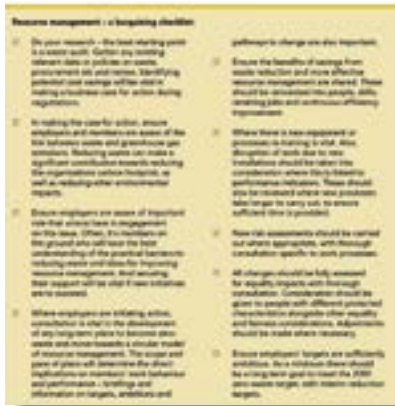 Resource management – a bargaining checklist
Do your research – the best starting point
is a waste audit. Gather any existing
relevant data or policies on waste,
procurement etc and review. Identifying
potential cost savings will be vital in
making a business case for action during
negotiations.
In making the case for action, ensure
employers and members are aware of the
link between waste and greenhouse gas
emissions. Reducing waste can make a
significant contribution towards reducing
the organisations carbon footprint, as
well as reducing other environmental
impacts.
Ensure employers are aware of important
role that unions have in engagement
on this issue. Often, it's members on
the ground who will have the best
understanding of the practical barriers to
reducing waste and ideas for improving
resource management. And securing
their support will be vital if new initiatives
are to succeed.
Where employers are initiating action,
consultation is vital in the development
of any long-term plans to become zero
waste and move towards a circular model
of resource management. The scope and
pace of plans will determine the direct
implications on members' work behaviour
and performance – briefings and
information on targets, ambitions and
pathways to change are also important.
Ensure the benefits of savings from
waste reduction and more effective
resource management are shared. These
should be reinvested into people, skills,
retaining jobs and continuous efficiency
improvement.
Where there is new equipment or
processes, re-training is vital. Also,
disruption of work due to new
installations should be taken into
consideration where this is linked to
performance indicators. These should
also be reviewed where new processes
take longer to carry out, to ensure
sufficient time is provided.
New risk assessments should be carried
out where appropriate, with thorough
consultation specific to work processes.
All changes should be fully assessed
for equality impacts with thorough
consultation. Consideration should be
given to people with different protected
characteristics alongside other equality
and fairness considerations. Adjustments
should be made where necessary.
Ensure employers' targets are sufficiently
ambitious. As a minimum there should
be a long term goal to meet the 2050
zero waste target, with interim reduction
targets.